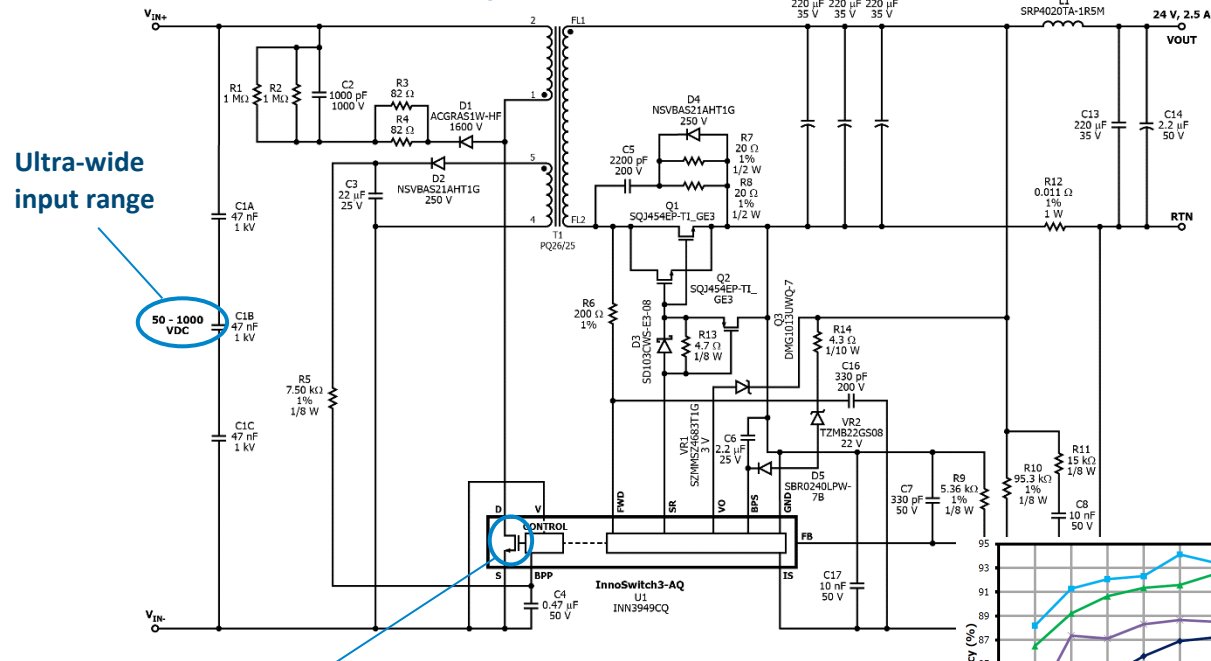 220 µF 220 µF 220 µF
35 V 35 V 35 V
SRP4020TA-1R5M
24 V, 2.5 A
VOUT
VIN+
2
FL1
R1
1 MΩ
R2
1 MΩ
C2
1000 pF
1000 V
R3
82 Ω
R4
82 Ω
D1
ACGRAS1W-HF
1600 V
1
D4
NSVBAS21AHT1G
250 V
C5
2200 pF
200 V
R7
20 Ω
1%
1/2 W
R8
20 Ω
1%
1/2 W
C13
220 µF
35 V
C14
2.2 µF
50 V
Ultra-wide
input range
C3
22 µF
25 V
D2
NSVBAS21AHT1G
250 V
5
4
FL2
T1
PQ26/25
Q1
SQJ454EP-TI_GE3
R12
0.011 Ω
1%
1 W
RTN
C1A
47 nF
1 kV
Q2
SQJ454EP-TI_
GE3
R6
200 Ω
1%
50 - 1000
VDC
C1B
47 nF
1 kV
D3
SD103CWS-E3-08
R13
4.7 Ω
1/8 W
Q3
DMG1013UWQ-7
R14
4.3 Ω
1/10 W
C16
330 pF
200 V
R5
7.50 kΩ
1%
1/8 W
VR1
SZMMSZ4683T1G
3 V
C6
2.2 µF
25 V
VR2
TZMB22GS08
22 V
C1C
47 nF
1 kV
D5
SBR0240LPW-
7B
C7
330 pF
50 V
R9
5.36 kΩ
1%
1/8 W
R10
95.3 kΩ
1%
1/8 W
R11
15 kΩ
1/8 W
C8
10 nF
50 V
D
V
FWD
SR
VO
BPS
GND
CONTROL
FB
S
BPP
IS
InnoSwitch3-AQ
U1
INN3949CQ
C4
0.47 µF
50 V
C17
10 nF
50 V
VIN-
95
93
91
89
87
cy (%)